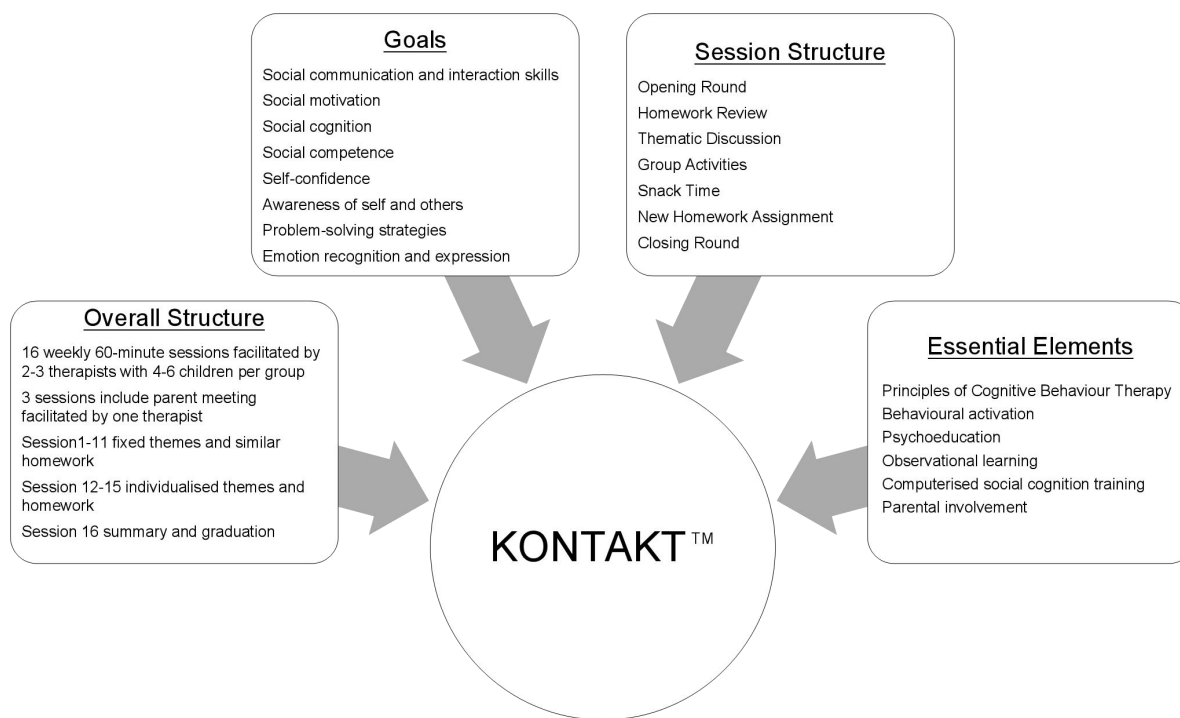 Goals
Social communication and interaction skills
Social motivation
Social cognition
Social competence
Self-confidence
Awareness of self and others
Problem-solving strategies
Emotion recognition and expression
Session Structure
Opening Round
Homework Review
Thematic Discussion
Group Activities
Snack Time
New Homework Assignment
Closing Round
Overall Structure
16 weekly 60-minute sessions facilitated by
2-3 therapists with 4-6 children per group
3 sessions include parent meeting
facilitated by one therapist
Session1-11 fixed themes and similar
homework
Session 12-15 individualised themes and
homework
Session 16 summary and graduation
Essential Elements
Principles of Cognitive Behaviour Therapy
Behavioural activation
Psychoeducation
Observational learning
Computerised social cognition training
Parental involvement
KONTAKT™